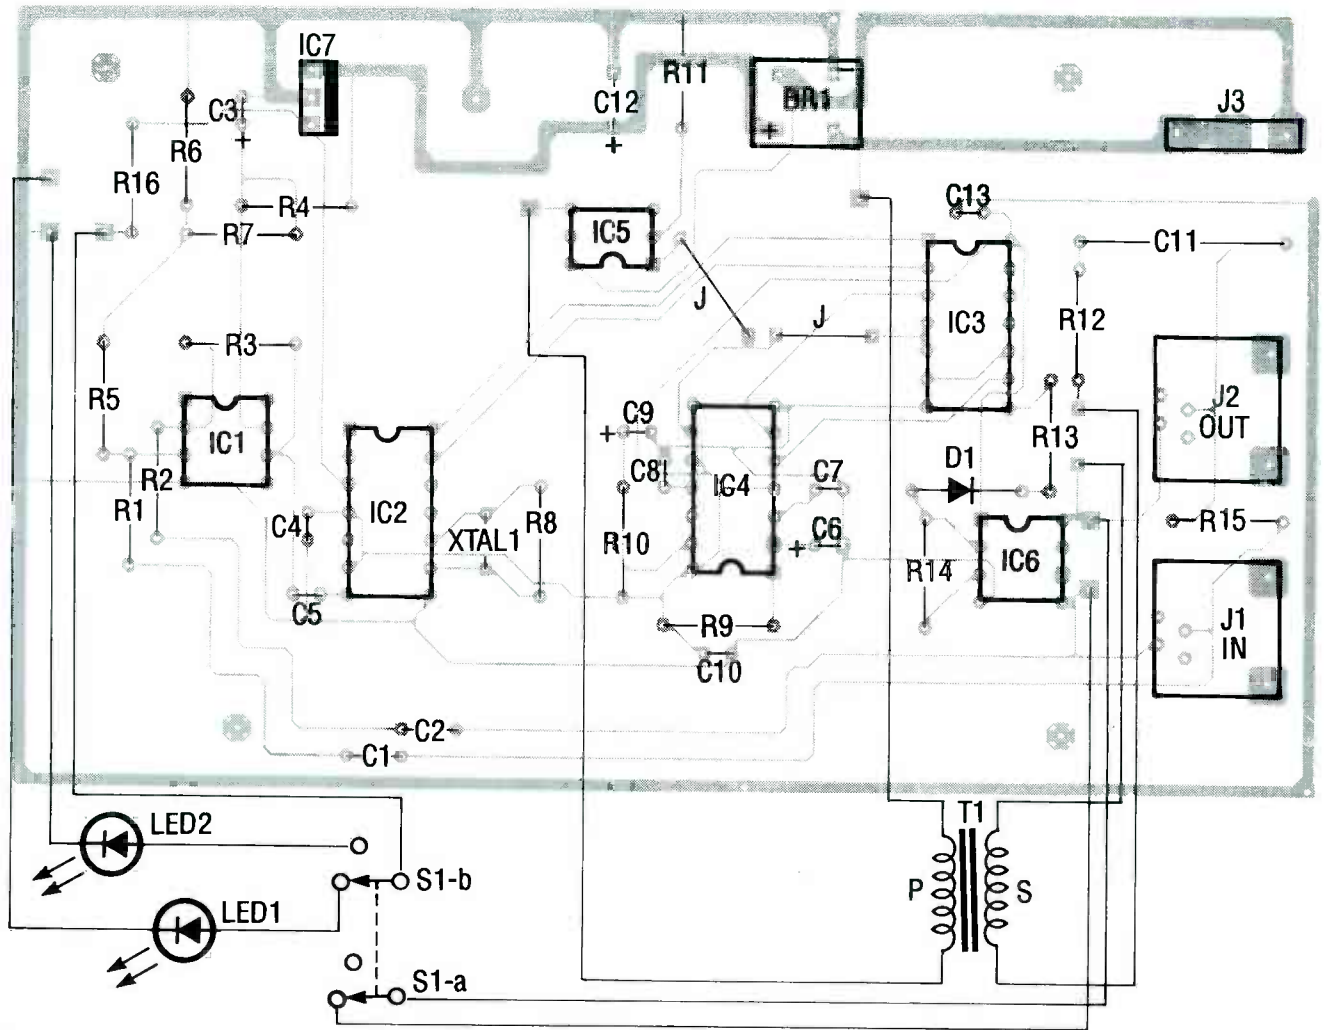 IC7
R11
C3
C12
BR1
J3
+
+
+
R6
R16
R4
C13
R7
IC5
C11
J
J
IC3
R12
R3
R5
J2
OUT
IC1
+ C9
R13
R2
C8
IC4
C7
D1
R1
C4
IC2
R8
R15
XTAL1
R10
+ C6
IC6
R14
C5
R9
J1
IN
C10
C2
C1
LED2
T1
S1-b
P
S
LED1
S1-a